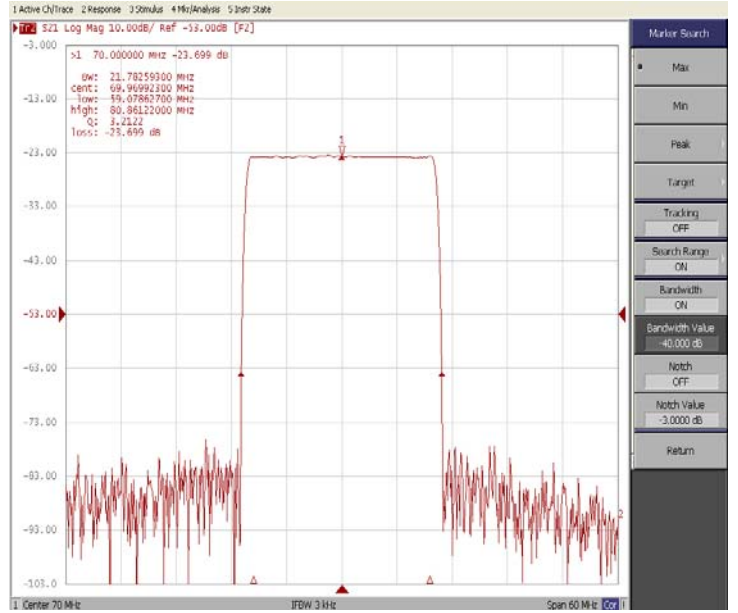 1 Active Ch/Trace 2 Response 3 Stimulus 4 Mkr/Analysis 5 Instr State
Tr2 S21 Log Mag 10.00dB/ Ref -53.00dB [F2]
-3.000
>1 70.000000 MHz -23.699 dB
BW: 21.78259300 MHz
cent: 69.96992300 MHz
low: 59.07862700 MHz
high: 80.86122000 MHz
Q: 3.2122
loss: -23.699 dB
-13.00
-23.00
-33.00
-43.00
-53.00
-63.00
-73.00
-83.00
-93.00
-103.0
1
2
1 Center 70 MHz IFBW 3 kHz Span 60 MHz Cor !
Marker Search
Max
Min
Peak
Target
Tracking
OFF
Search Range
ON
Bandwidth
ON
Bandwidth Value
-40.000 dB
Notch
OFF
Notch Value
-3.0000 dB
Return